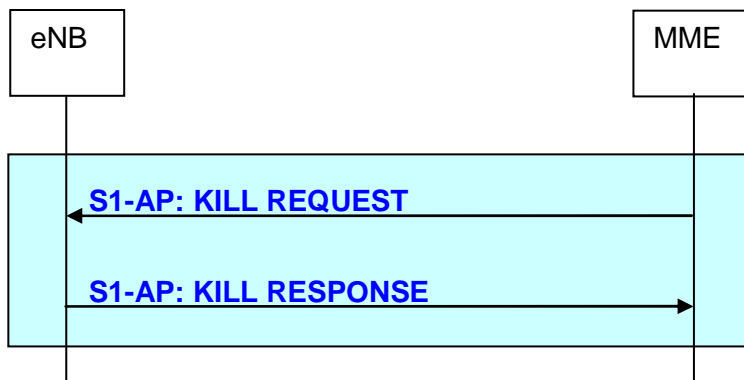 eNB
MME
S1-AP: KILL REQUEST
S1-AP: KILL RESPONSE